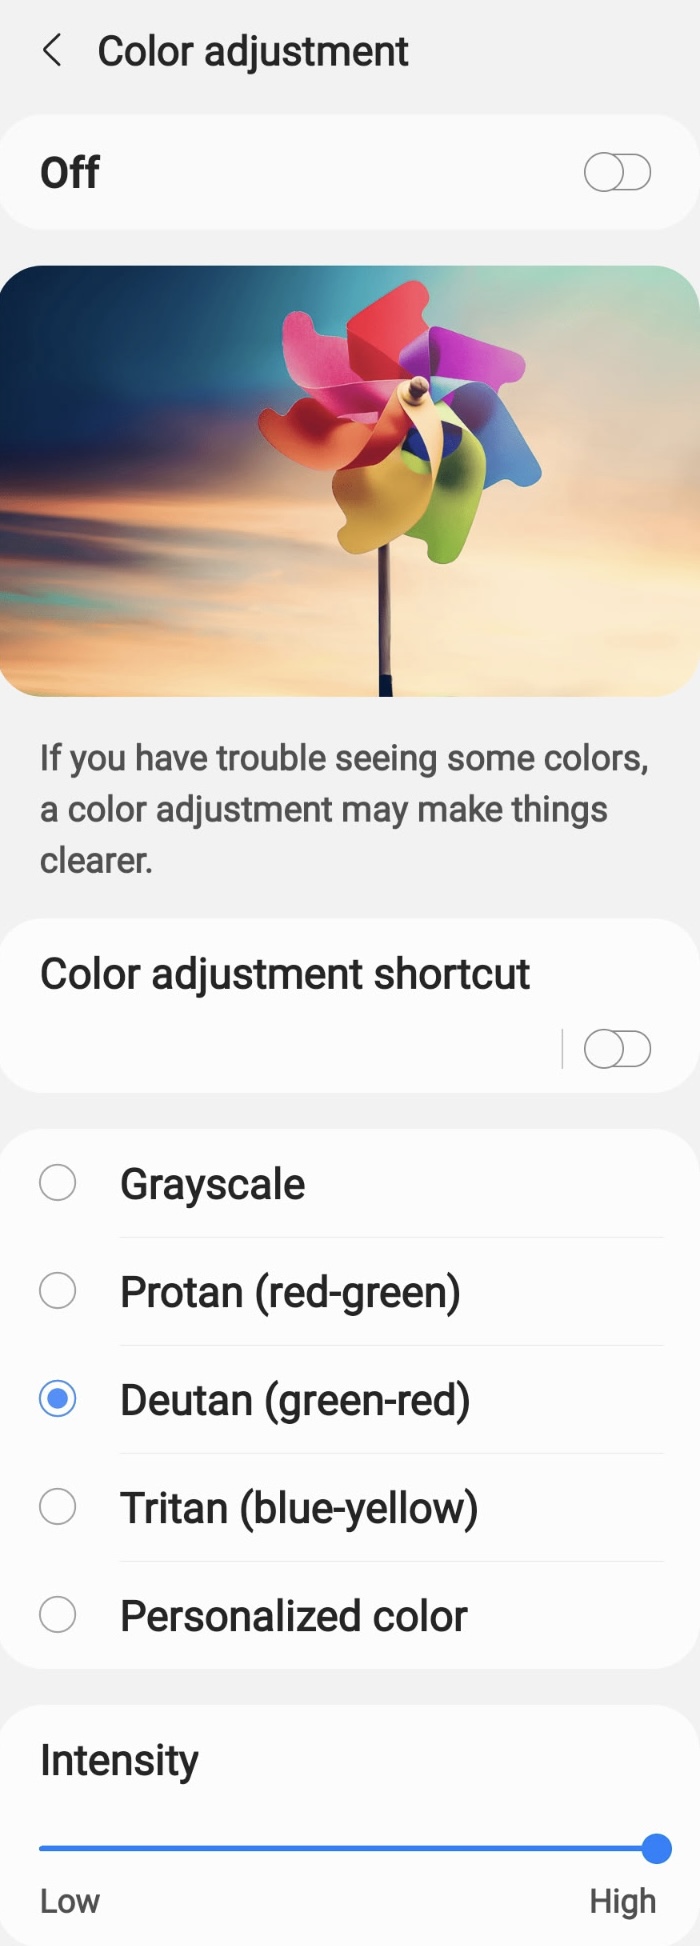 Color adjustment
Off
If you have trouble seeing some colors,
a color adjustment may make things
clearer.
Color adjustment shortcut
Grayscale
Protan (red-green)
Deutan (green-red)
Tritan (blue-yellow)
Personalized color
Intensity
Low High